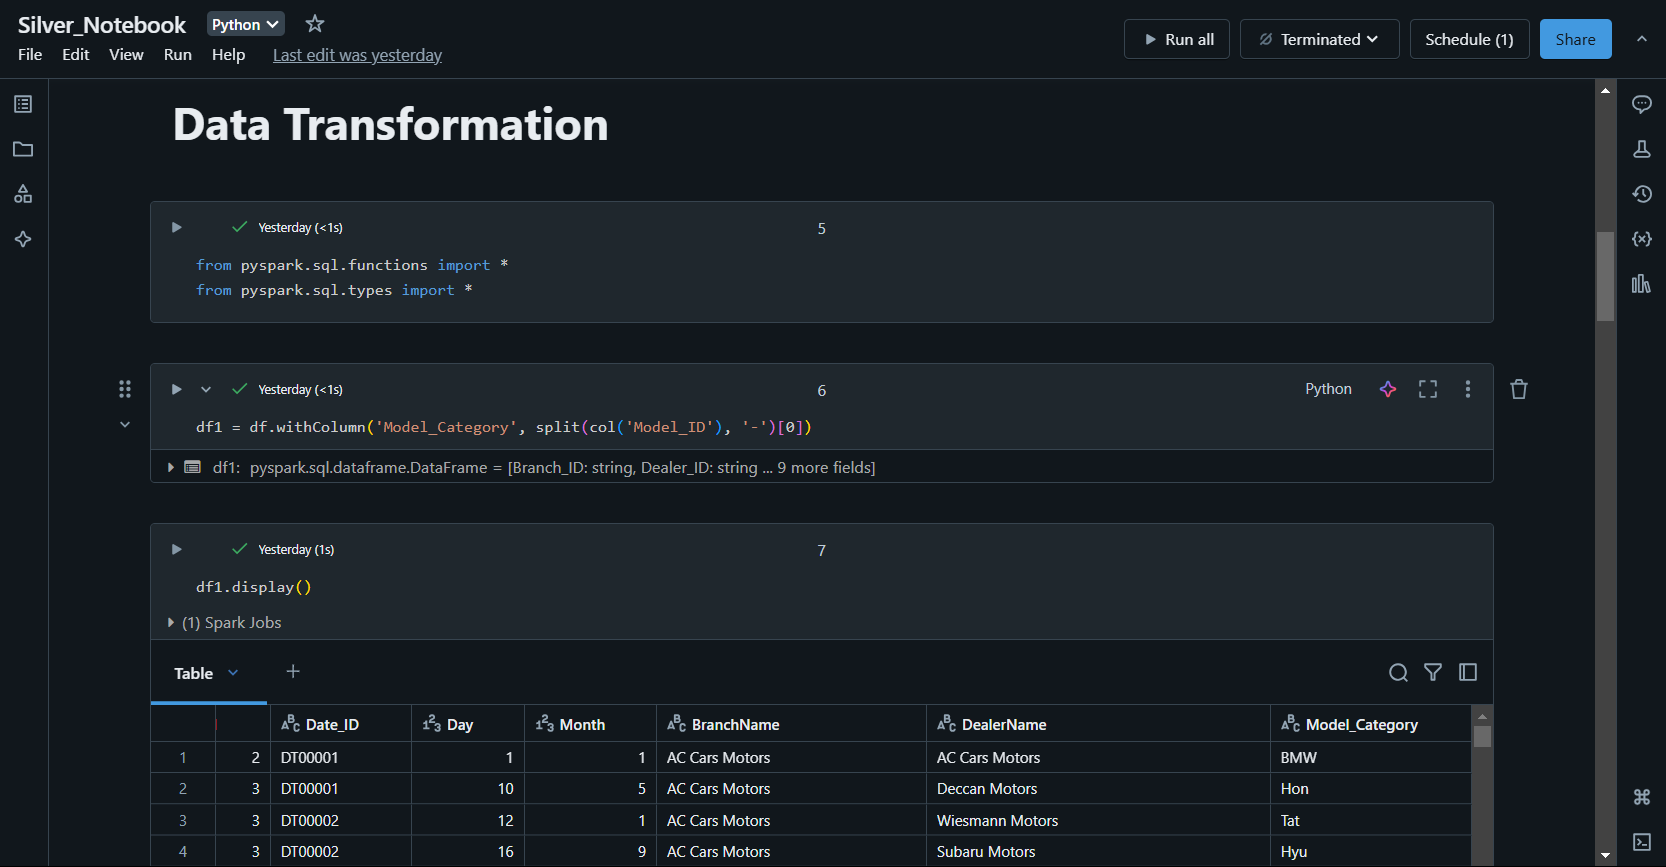 Silver_Notebook Python
File Edit View Run Help Last edit was yesterday
Run all Terminated Schedule (1) Share
Data Transformation
Yesterday (<1s) 5
from pyspark.sql.functions import *
from pyspark.sql.types import *
Yesterday (<1s) 6 Python
df1 = df.withColumn('Model_Category', split(col('Model_ID'), '-')[0])
df1: pyspark.sql.dataframe.DataFrame = [Branch_ID: string, Dealer_ID: string ... 9 more fields]
Yesterday (1s) 7
df1.display()
(1) Spark Jobs
Table +
Date_ID Day Month BranchName DealerName Model_Category
1 2 DT00001 1 1 AC Cars Motors AC Cars Motors BMW
2 3 DT00001 10 5 AC Cars Motors Deccan Motors Hon
3 3 DT00002 12 1 AC Cars Motors Wiesmann Motors Tat
4 3 DT00002 16 9 AC Cars Motors Subaru Motors Hyu